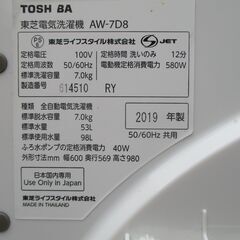 TOSHIBA
東芝電気洗濯機 AW-7D8
東芝ライフスタイル株式会社 JET
定格電圧 100V 定格時間 洗い のみ 12分
定格周波数 50/60Hz 電動機定格消費電力 580W
標準洗濯容量 7.0kg
製造番号 614510 RY
種類 全自動電気洗濯機
標準脱水容量 7.0kg
標準水量 53L
標準使用水量 98L
2019 年製
50/60Hz 共用
ふろ水ポンプの定格消費電力 40W
外形寸法mm 幅600 奥行569 高さ980
日本国内専用
Use Only in Japan
東芝ライフスタイル株式会社
MADE IN THAILAND